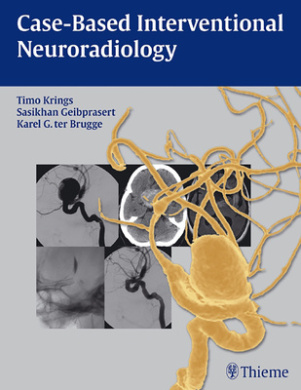 Case-Based Interventional
Neuroradiology
Timo Krings
Sasikhan Geibprasert
Karel G. ter Brugge
Thieme